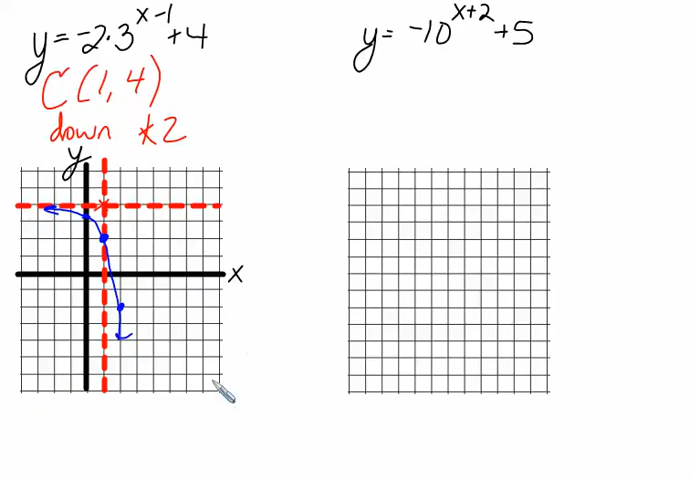 y = -2·3^(x-1) + 4
C (1, 4)
down *2
y
x
y = -10^(x+2) + 5